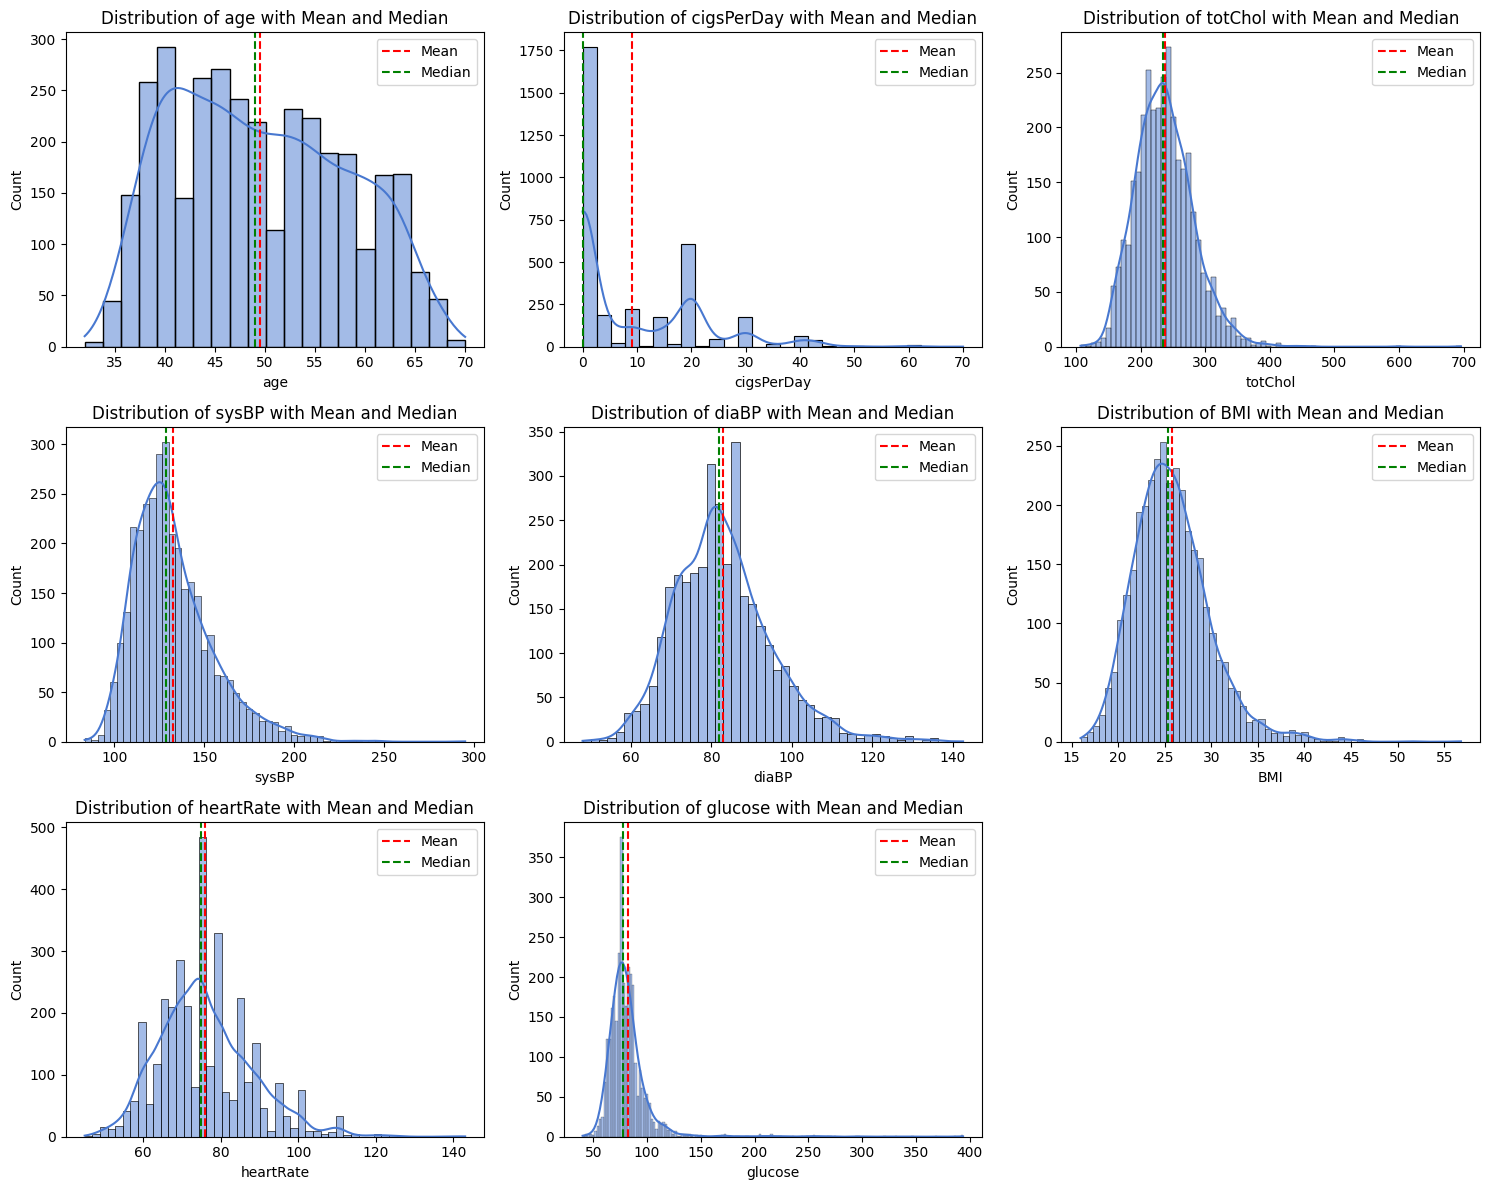 Distribution of age with Mean and Median
Mean
Median
Count
300
250
200
150
100
50
0
35 40 45 50 55 60 65 70
age
Distribution of cigsPerDay with Mean and Median
Mean
Median
Count
1750
1500
1250
1000
750
500
250
0
0 10 20 30 40 50 60 70
cigsPerDay
Distribution of totChol with Mean and Median
Mean
Median
Count
250
200
150
100
50
0
100 200 300 400 500 600 700
totChol
Distribution of sysBP with Mean and Median
Mean
Median
Count
300
250
200
150
100
50
0
100 150 200 250 300
sysBP
Distribution of diaBP with Mean and Median
Mean
Median
Count
350
300
250
200
150
100
50
0
60 80 100 120 140
diaBP
Distribution of BMI with Mean and Median
Mean
Median
Count
250
200
150
100
50
0
15 20 25 30 35 40 45 50 55
BMI
Distribution of heartRate with Mean and Median
Mean
Median
Count
500
400
300
200
100
0
60 80 100 120 140
heartRate
Distribution of glucose with Mean and Median
Mean
Median
Count
350
300
250
200
150
100
50
0
50 100 150 200 250 300 350 400
glucose